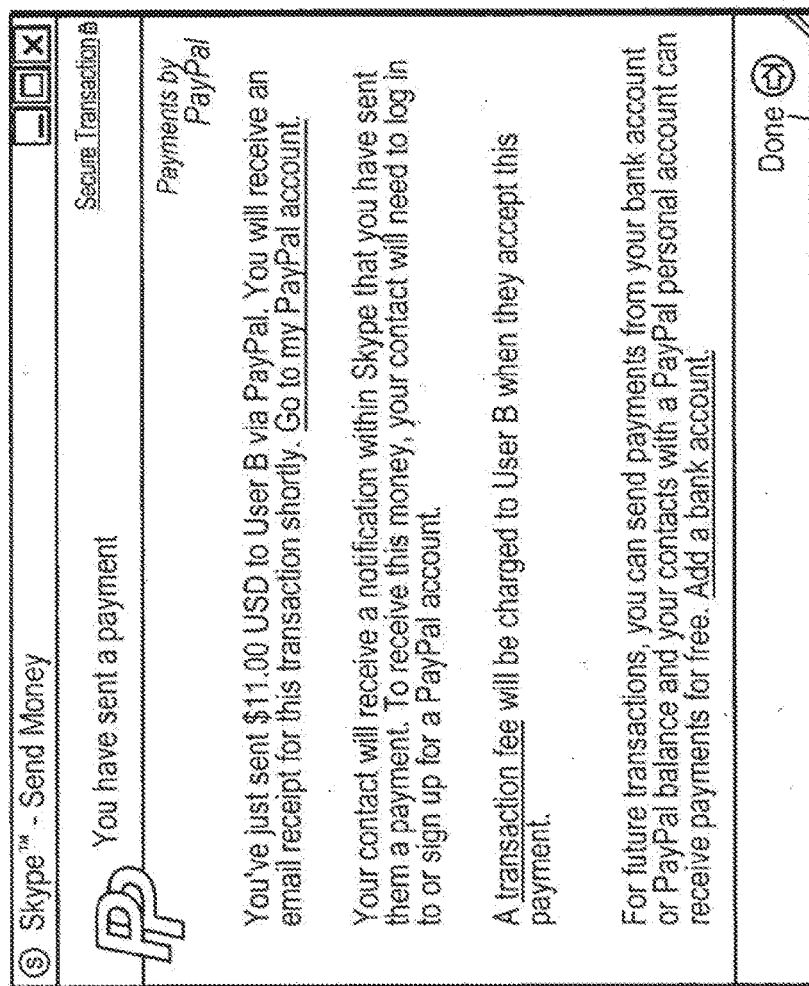 Skype™ - Send Money
You have sent a payment
Secure Transaction
Payments by
PayPal
You've just sent $11.00 USD to User B via PayPal. You will receive an
email receipt for this transaction shortly. Go to my PayPal account.
Your contact will receive a notification within Skype that you have sent
them a payment. To receive this money, your contact will need to log in
to or sign up for a PayPal account.
A transaction fee will be charged to User B when they accept this
payment.
For future transactions, you can send payments from your bank account
or PayPal balance and your contacts with a PayPal personal account can
receive payments for free. Add a bank account.
Done